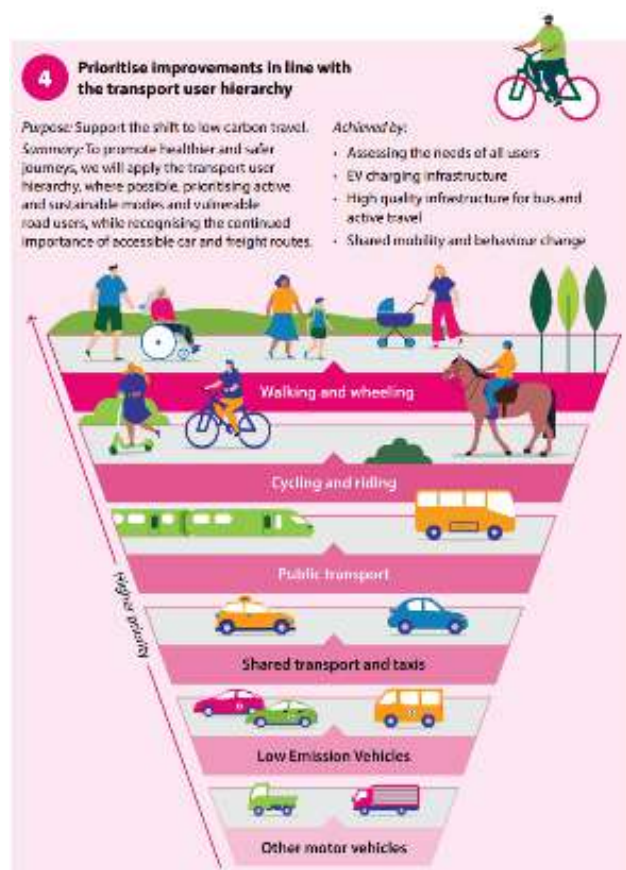 4
Prioritise improvements in line with
the transport user hierarchy
Purpose: Support the shift to low carbon travel.
Summary: To promote healthier and safer
journeys, we will apply the transport user
hierarchy, where possible, prioritising active
and sustainable modes and vulnerable
road users, while recognising the continued
importance of accessible car and freight routes.
Achieved by:
• Assessing the needs of all users
• EV charging infrastructure
• High quality infrastructure for bus and
active travel
• Shared mobility and behaviour change
Walking and wheeling
Cycling and riding
Public transport
Higher priority
Shared transport and taxis
Low Emission Vehicles
Other motor vehicles